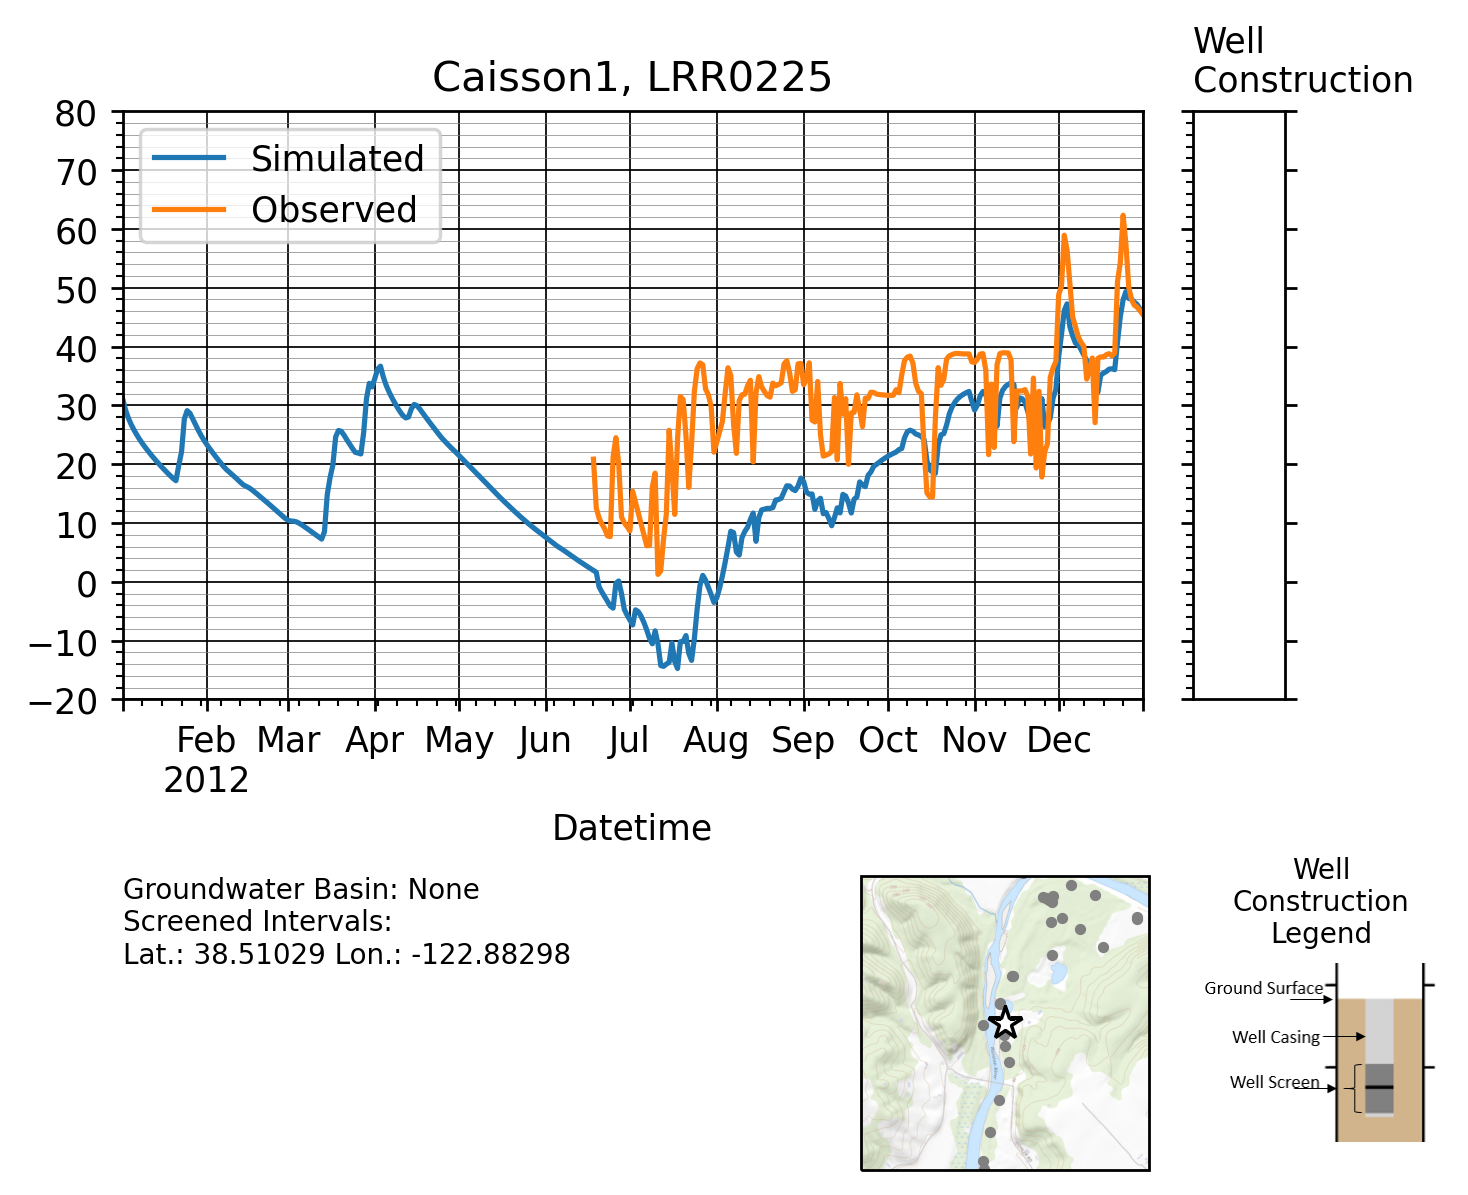 Well
Construction
Caisson1, LRR0225
80
70
60
50
40
30
20
10
0
−10
−20
Simulated
Observed
Feb Mar Apr May Jun Jul Aug Sep Oct Nov Dec
2012
Datetime
Groundwater Basin: None
Screened Intervals:
Lat.: 38.51029 Lon.: -122.88298
Well
Construction
Legend
Ground Surface
Well Casing
Well Screen